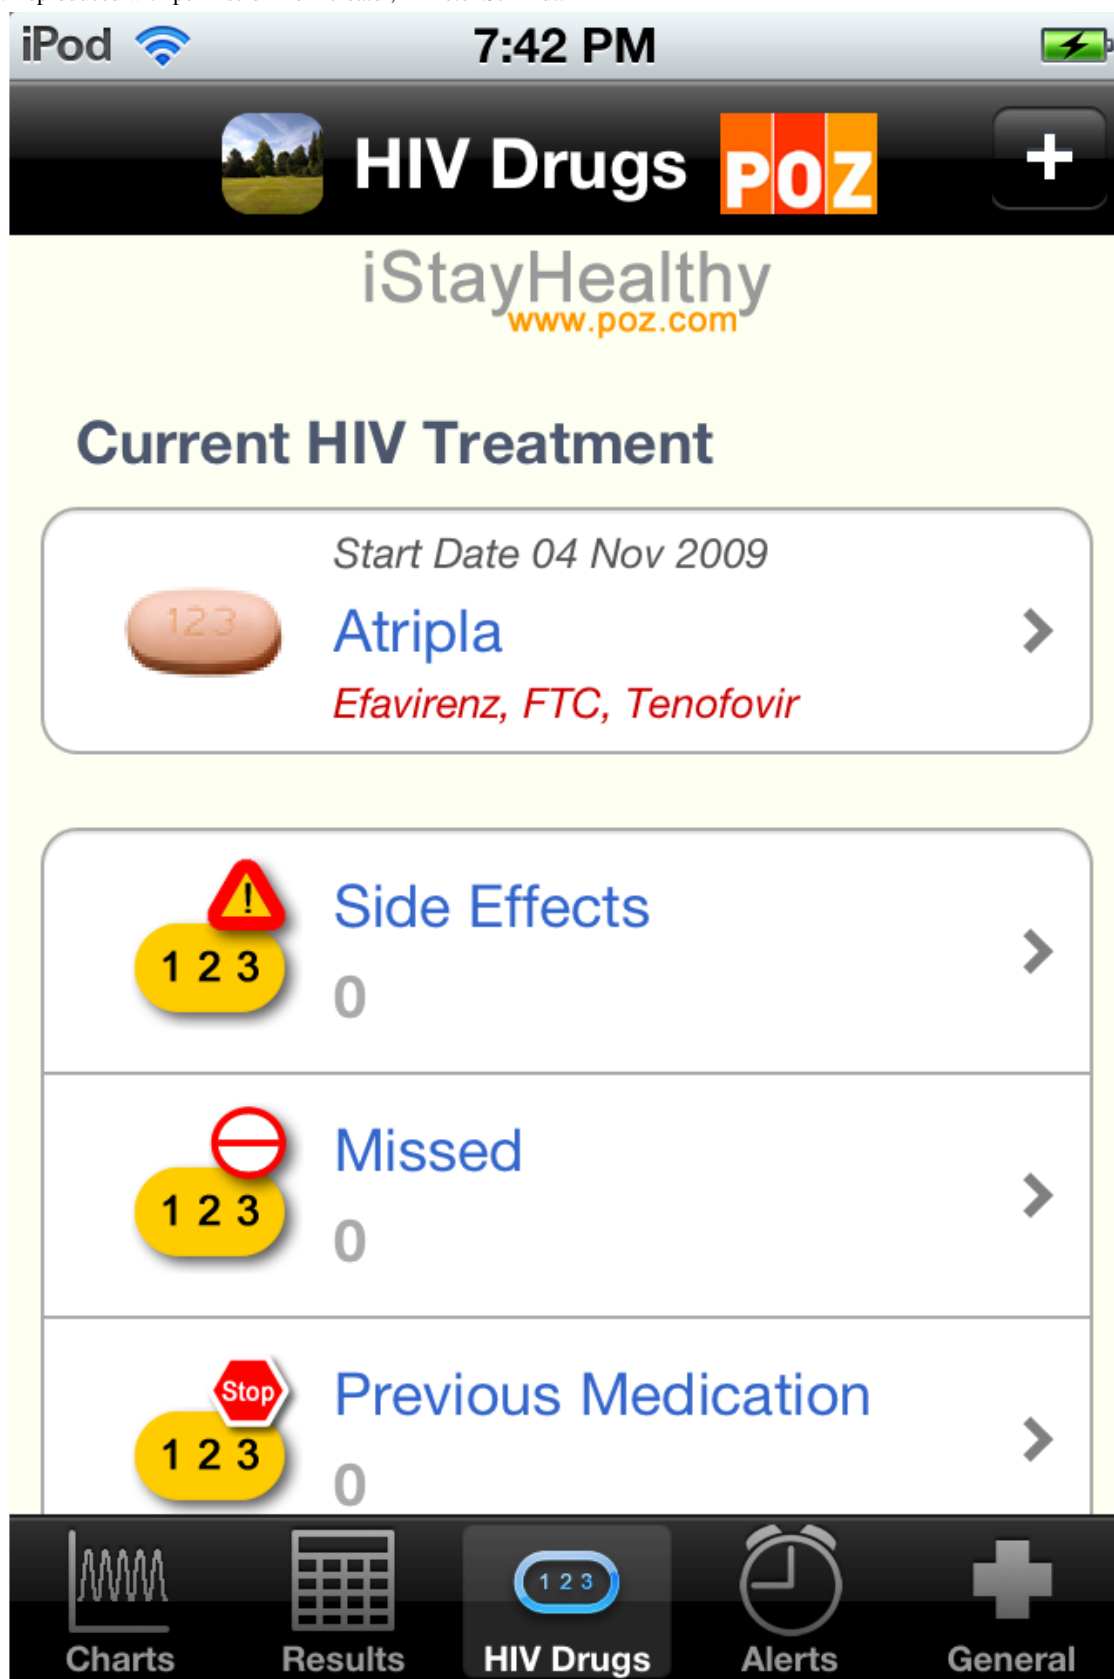 iPod 7:42 PM
HIV Drugs POZ +
iStayHealthy
www.poz.com
Current HIV Treatment
Start Date 04 Nov 2009
123
Atripla
Efavirenz, FTC, Tenofovir
!
Side Effects
1 2 3
0
Missed
1 2 3
0
Stop
Previous Medication
1 2 3
0
1 2 3
Charts Results HIV Drugs Alerts General